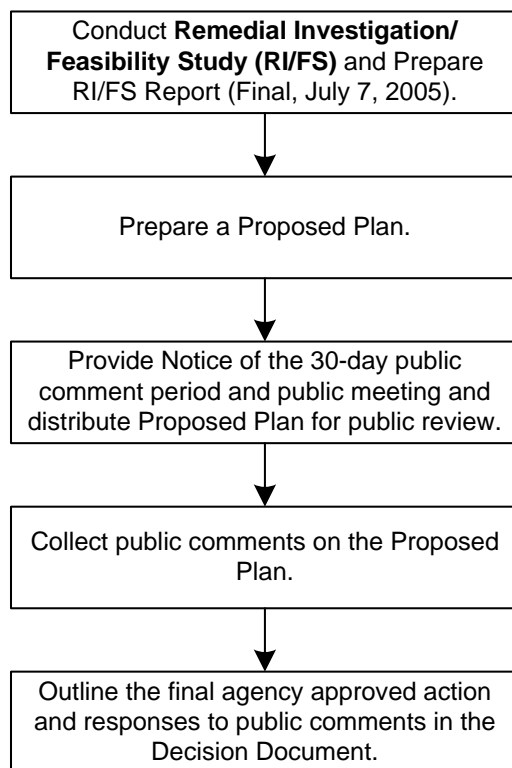 Conduct Remedial Investigation/
Feasibility Study (RI/FS) and Prepare
RI/FS Report (Final, July 7, 2005).
Prepare a Proposed Plan.
Provide Notice of the 30-day public
comment period and public meeting and
distribute Proposed Plan for public review.
Collect public comments on the Proposed
Plan.
Outline the final agency approved action
and responses to public comments in the
Decision Document.